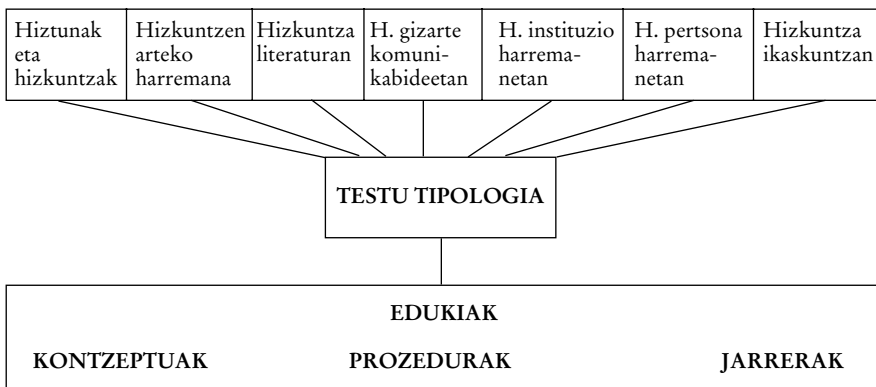 Hiztunak
eta
hizkuntzak
Hizkuntzen
arteko
harremana
Hizkuntza
literaturan
H. gizarte
komuni-
kabideetan
H. instituzio
harrema-
netan
H. pertsona
harrema-
netan
Hizkuntza
ikaskuntzan
TESTU TIPOLOGIA
EDUKIAK
KONTZEPTUAK PROZEDURAK JARRERAK